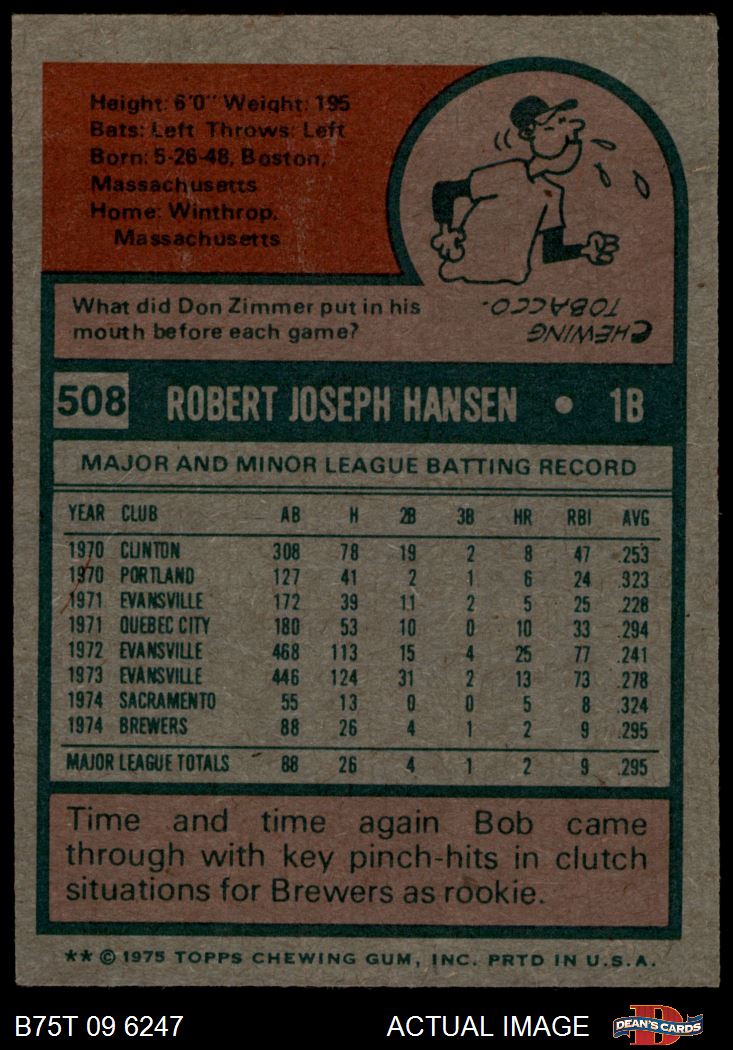 Height: 6'0" Weight: 195
Bats: Left Throws: Left
Born: 5-26-48, Boston,
Massachusetts
Home: Winthrop,
Massachusetts
What did Don Zimmer put in his
mouth before each game?
CHEWING
TOBACCO.
508 ROBERT JOSEPH HANSEN • 1B
MAJOR AND MINOR LEAGUE BATTING RECORD
YEAR CLUB AB H 2B 3B HR RBI AVG
1970 CLINTON 308 78 19 2 8 47 .253
1970 PORTLAND 127 41 2 1 6 24 .323
1971 EVANSVILLE 172 39 11 2 5 25 .228
1971 QUEBEC CITY 180 53 10 0 10 33 .294
1972 EVANSVILLE 468 113 15 4 25 77 .241
1973 EVANSVILLE 446 124 31 2 13 73 .278
1974 SACRAMENTO 55 13 0 0 5 8 .324
1974 BREWERS 88 26 4 1 2 9 .295
MAJOR LEAGUE TOTALS 88 26 4 1 2 9 .295
Time and time again Bob came
through with key pinch-hits in clutch
situations for Brewers as rookie.
** © 1975 TOPPS CHEWING GUM, INC. PRTD IN U.S.A.
B75T 09 6247 ACTUAL IMAGE DEAN'S CARDS